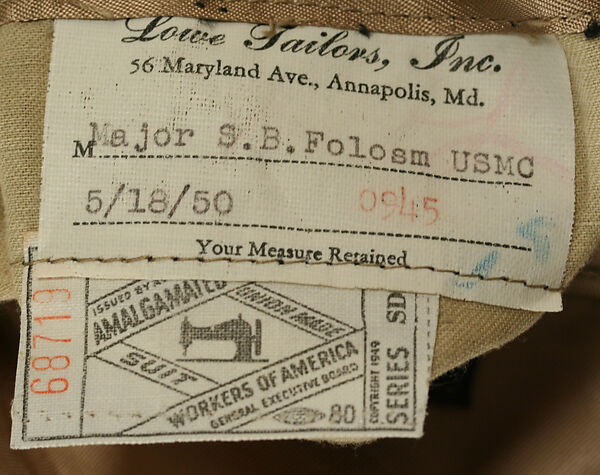 Lowe Tailors, Inc.
56 Maryland Ave., Annapolis, Md.
M Major S.B.Folosm USMC
5/18/50 0945
Your Measure Retained
68719
ISSUED BY
AMALGAMATED
UNION MADE
SUIT
WORKERS OF AMERICA
GENERAL EXECUTIVE BOARD
80
COPYRIGHT 1949
SERIES SD